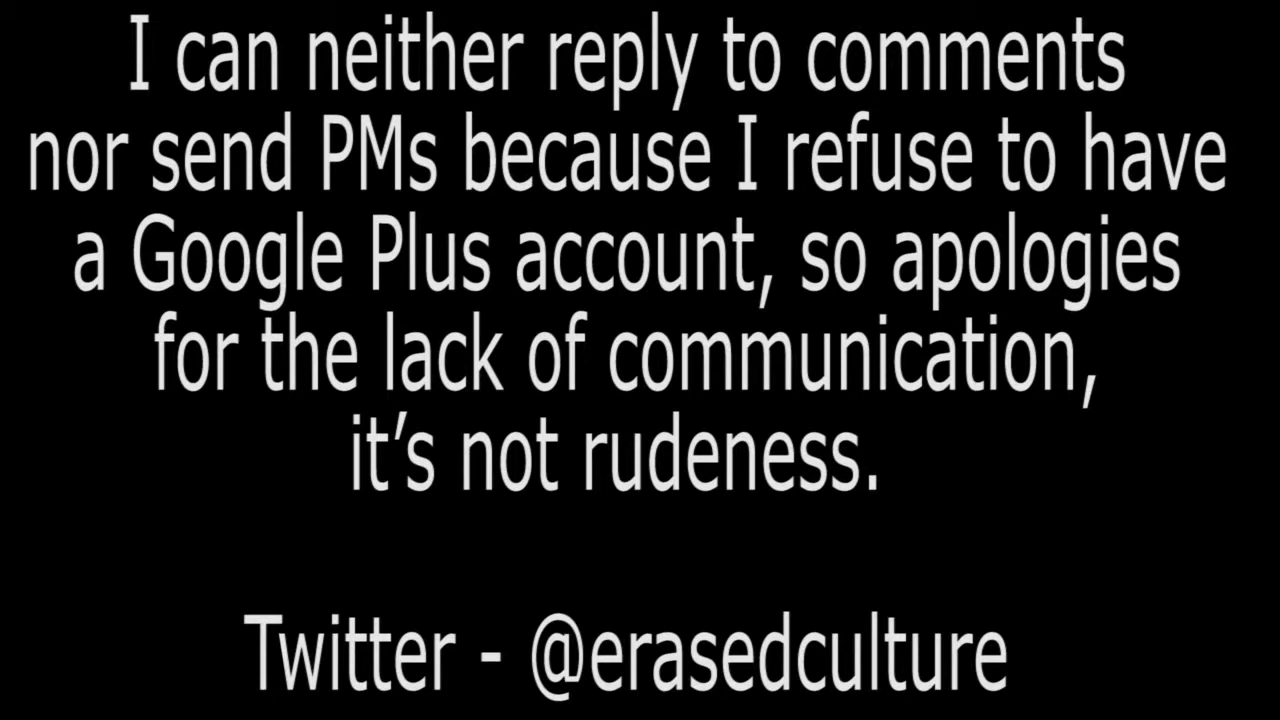 I can neither reply to comments
nor send PMs because I refuse to have
a Google Plus account, so apologies
for the lack of communication,
it’s not rudeness.
Twitter - @erasedculture